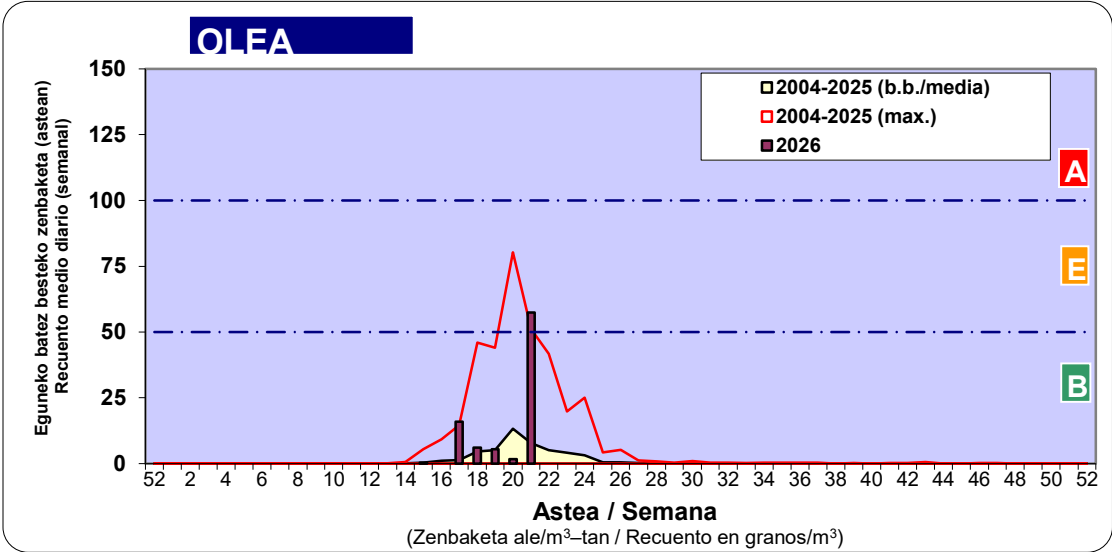 OLEA
Eguneko batez besteko zenbaketa (astean)
Recuento medio diario (semanal)
150
125
100
75
50
25
0
2004-2025 (b.b./media)
2004-2025 (max.)
2026
A
E
B
52 2 4 6 8 10 12 14 16 18 20 22 24 26 28 30 32 34 36 38 40 42 44 46 48 50 52
Astea / Semana
(Zenbaketa ale/m³–tan / Recuento en granos/m³)